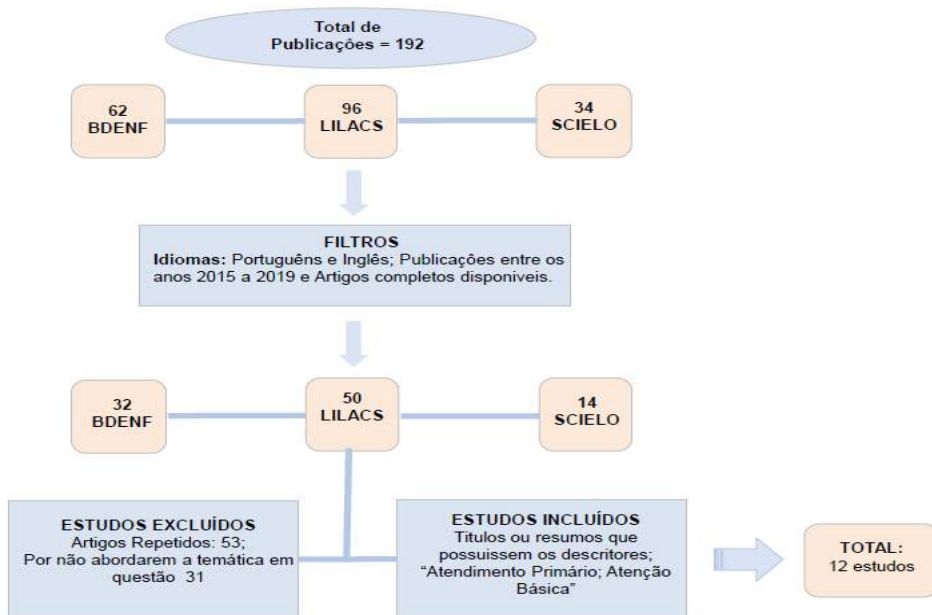 Total de
Publicações = 192
62
BDENF
96
LILACS
34
SCIELO
FILTROS
Idiomas: Portuguêns e Inglês; Publicações entre os
anos 2015 a 2019 e Artigos completos disponiveis.
32
BDENF
50
LILACS
14
SCIELO
ESTUDOS EXCLUÍDOS
Artigos Repetidos: 53;
Por não abordarem a temática em
questão 31
ESTUDOS INCLUÍDOS
Titulos ou resumos que
possuissem os descritores;
“Atendimento Primário; Atenção
Básica”
TOTAL:
12 estudos